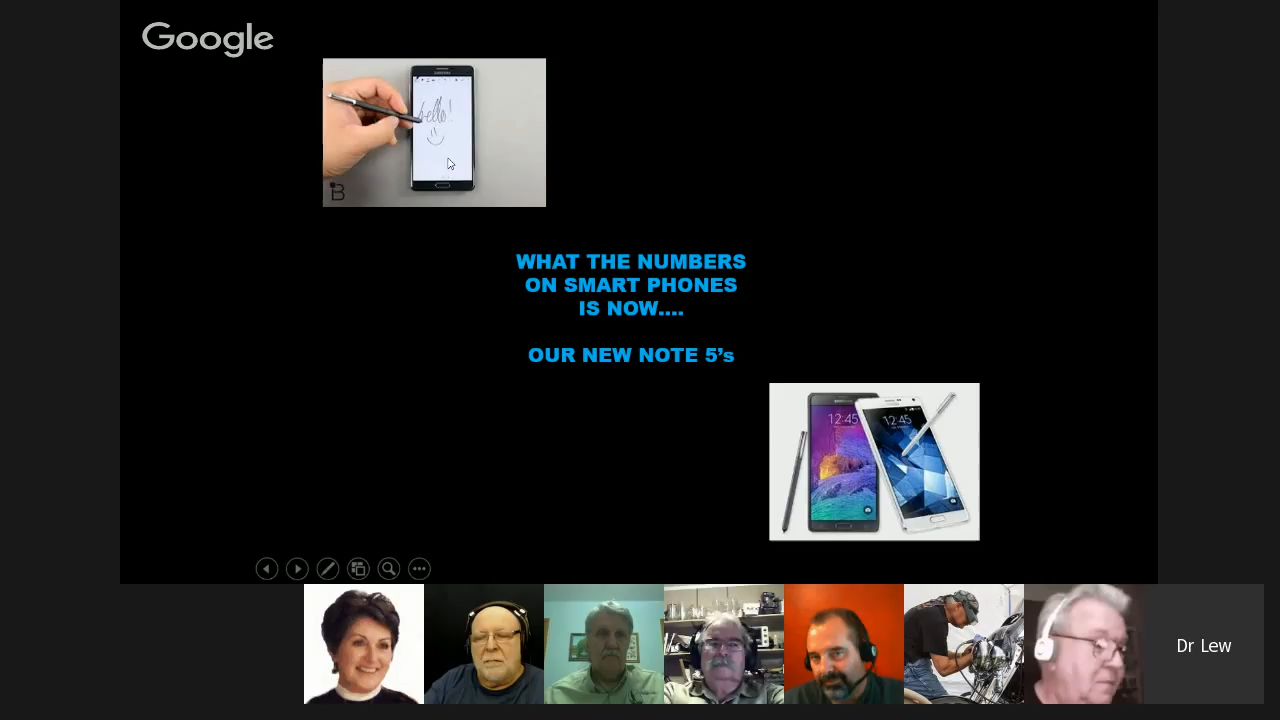 Google
hello!
WHAT THE NUMBERS
ON SMART PHONES
IS NOW....
OUR NEW NOTE 5’s
12:45
12:45
Dr Lew